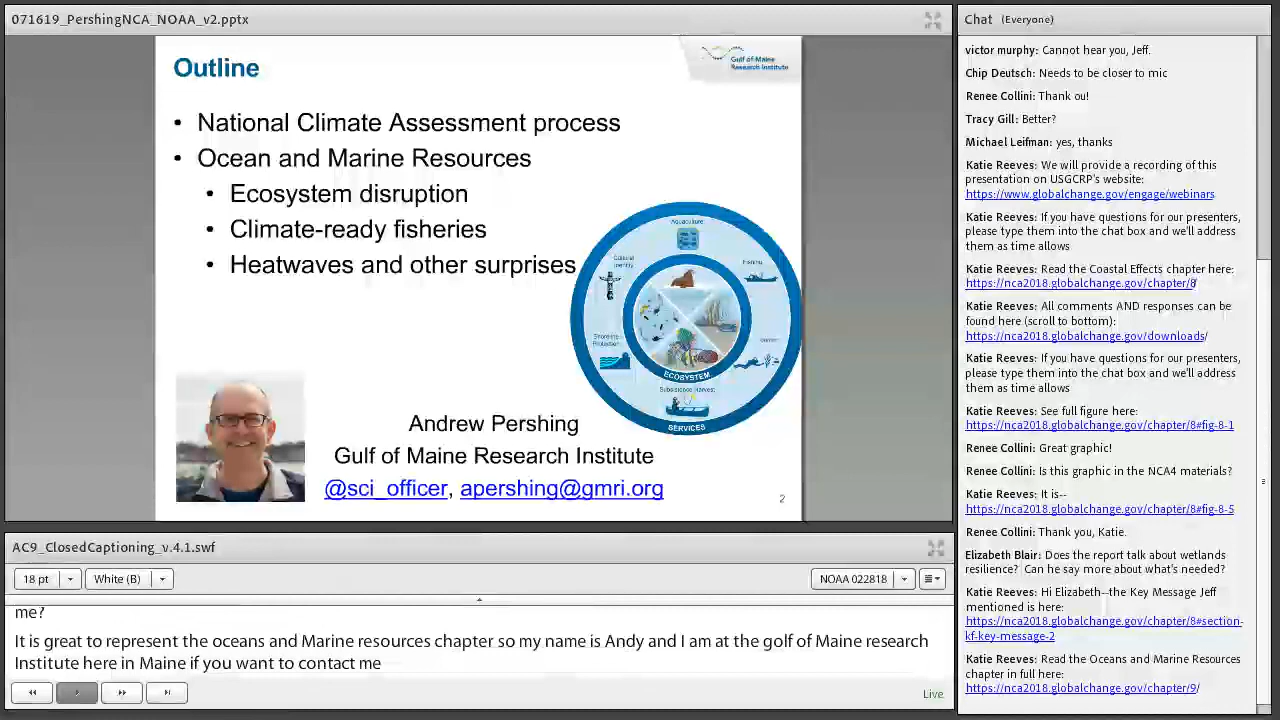 071619_PershingNCA_NOAA_v2.pptx
Outline
Gulf of Maine
Research Institute
• National Climate Assessment process
• Ocean and Marine Resources
• Ecosystem disruption
• Climate-ready fisheries
• Heatwaves and other surprises
Aquaculture
Cultural
Identity
Fishing
Shoreline
Protection
Subsistence Harvest
ECOSYSTEM
SERVICES
Andrew Pershing
Gulf of Maine Research Institute
@sci_officer, apershing@gmri.org
2
AC9_ClosedCaptioning_v.4.1.swf
18 pt
White (B)
NOAA 022818
me?
It is great to represent the oceans and Marine resources chapter so my name is Andy and I am at the golf of Maine research
Institute here in Maine if you want to contact me
Live
Chat (Everyone)
victor murphy: Cannot hear you, Jeff.
Chip Deutsch: Needs to be closer to mic
Renee Collini: Thank ou!
Tracy Gill: Better?
Michael Leifman: yes, thanks
Katie Reeves: We will provide a recording of this
presentation on USGCRP's website:
https://www.globalchange.gov/engage/webinars
Katie Reeves: If you have questions for our presenters,
please type them into the chat box and we'll address
them as time allows
Katie Reeves: Read the Coastal Effects chapter here:
https://nca2018.globalchange.gov/chapter/8/
Katie Reeves: All comments AND responses can be
found here (scroll to bottom):
https://nca2018.globalchange.gov/downloads/
Katie Reeves: If you have questions for our presenters,
please type them into the chat box and we'll address
them as time allows
Katie Reeves: See full figure here:
https://nca2018.globalchange.gov/chapter/8#fig-8-1
Renee Collini: Great graphic!
Renee Collini: Is this graphic in the NCA4 materials?
Katie Reeves: It is--
https://nca2018.globalchange.gov/chapter/8#fig-8-5
Renee Collini: Thank you, Katie.
Elizabeth Blair: Does the report talk about wetlands
resilience? Can he say more about what's needed?
Katie Reeves: Hi Elizabeth--the Key Message Jeff
mentioned is here:
https://nca2018.globalchange.gov/chapter/8#section-
kf-key-message-2
Katie Reeves: Read the Oceans and Marine Resources
chapter in full here:
https://nca2018.globalchange.gov/chapter/9/